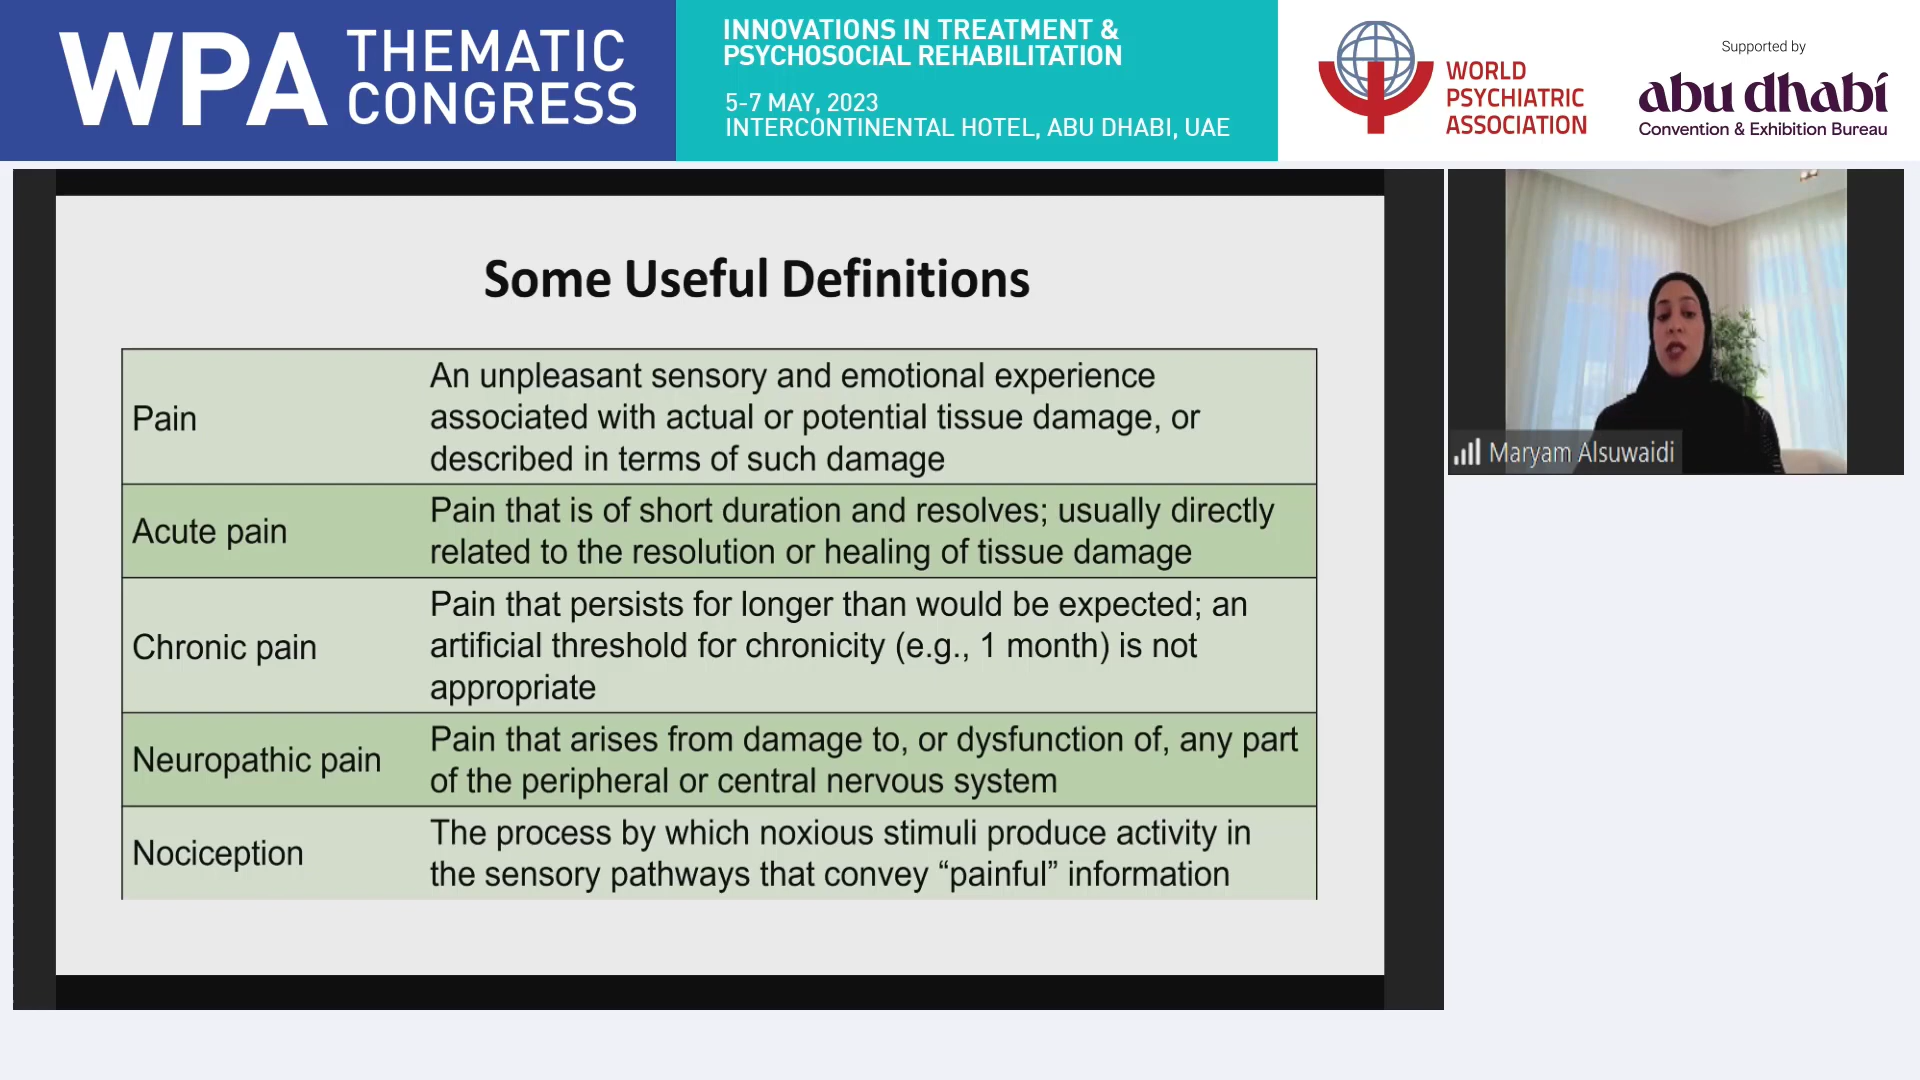 WPA THEMATIC
CONGRESS
INNOVATIONS IN TREATMENT &
PSYCHOSOCIAL REHABILITATION
5-7 MAY, 2023
INTERCONTINENTAL HOTEL, ABU DHABI, UAE
WORLD
PSYCHIATRIC
ASSOCIATION
Supported by
abu dhabi
Convention & Exhibition Bureau
Some Useful Definitions
Pain
An unpleasant sensory and emotional experience
associated with actual or potential tissue damage, or
described in terms of such damage
Acute pain
Pain that is of short duration and resolves; usually directly
related to the resolution or healing of tissue damage
Chronic pain
Pain that persists for longer than would be expected; an
artificial threshold for chronicity (e.g., 1 month) is not
appropriate
Neuropathic pain
Pain that arises from damage to, or dysfunction of, any part
of the peripheral or central nervous system
Nociception
The process by which noxious stimuli produce activity in
the sensory pathways that convey “painful” information
Maryam Alsuwaidi